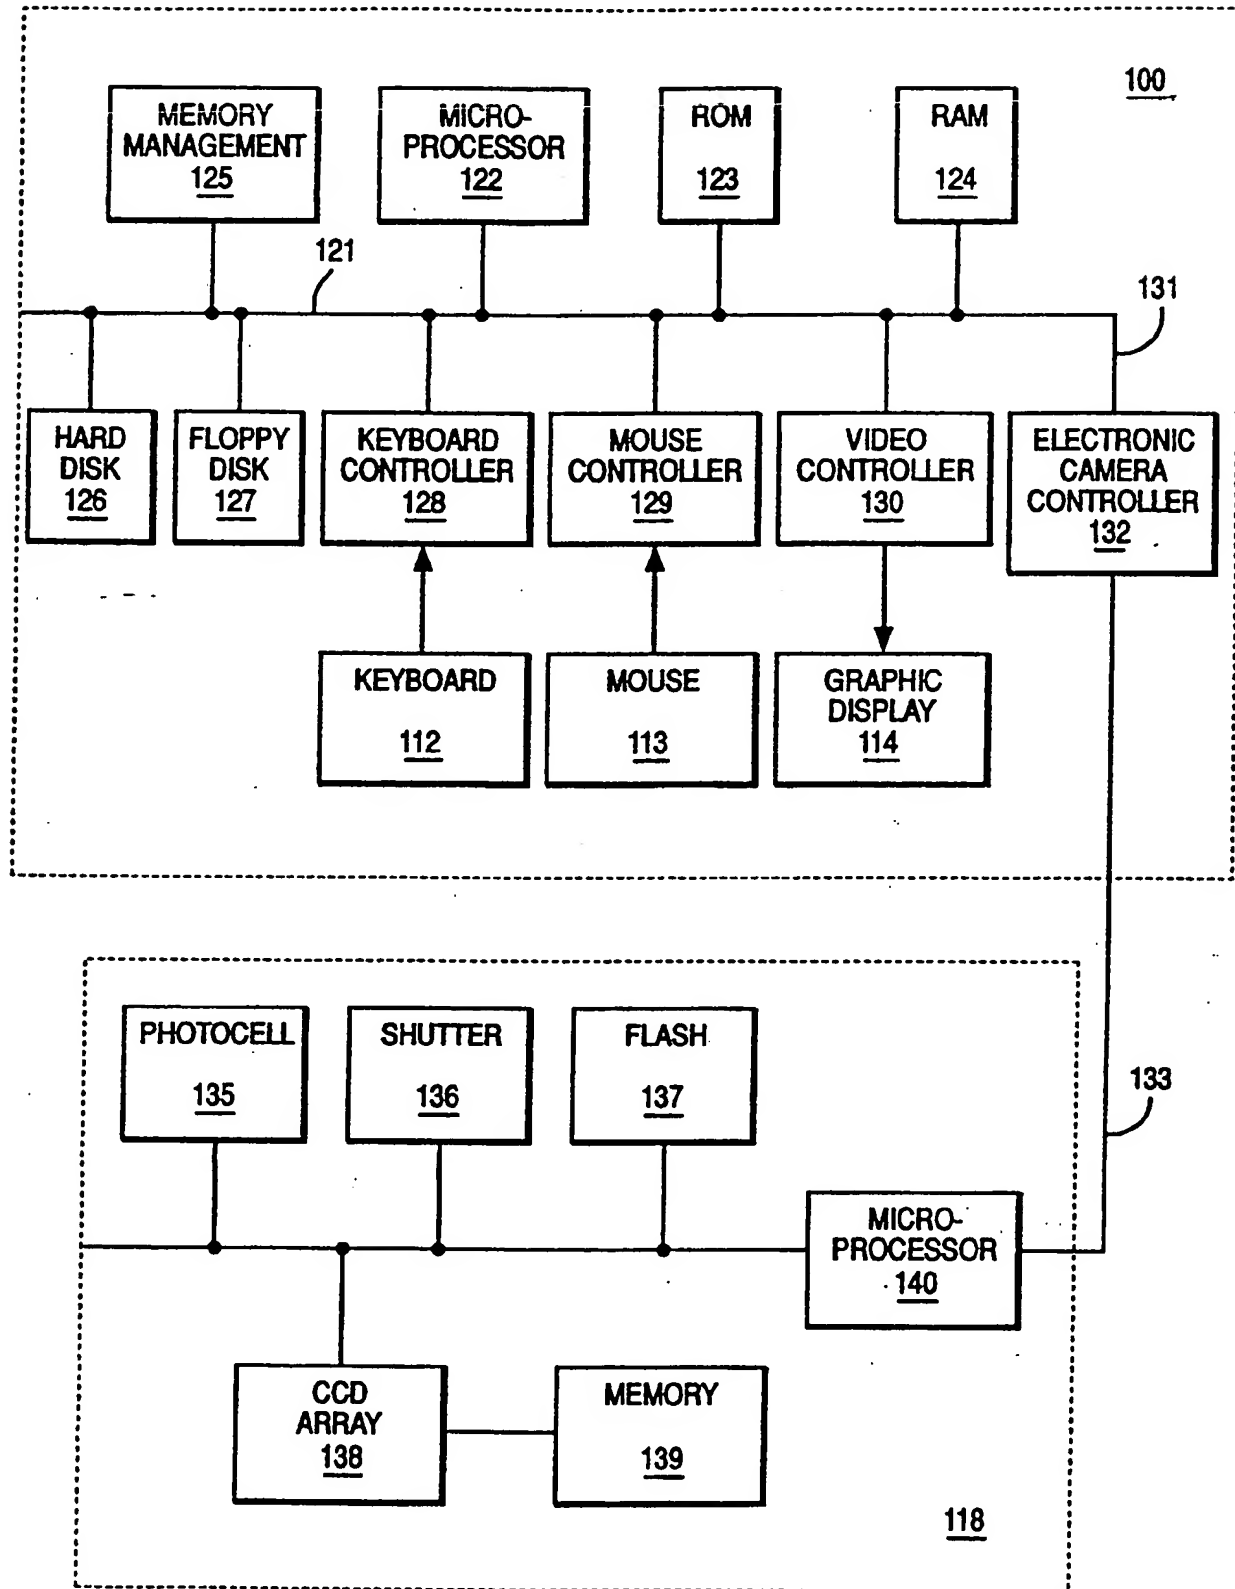 100
MEMORY
MANAGEMENT
125
MICRO-
PROCESSOR
122
ROM
123
RAM
124
121
131
HARD
DISK
126
FLOPPY
DISK
127
KEYBOARD
CONTROLLER
128
MOUSE
CONTROLLER
129
VIDEO
CONTROLLER
130
ELECTRONIC
CAMERA
CONTROLLER
132
KEYBOARD
112
MOUSE
113
GRAPHIC
DISPLAY
114
PHOTOCELL
135
SHUTTER
136
FLASH
137
133
MICRO-
PROCESSOR
140
CCD
ARRAY
138
MEMORY
139
118